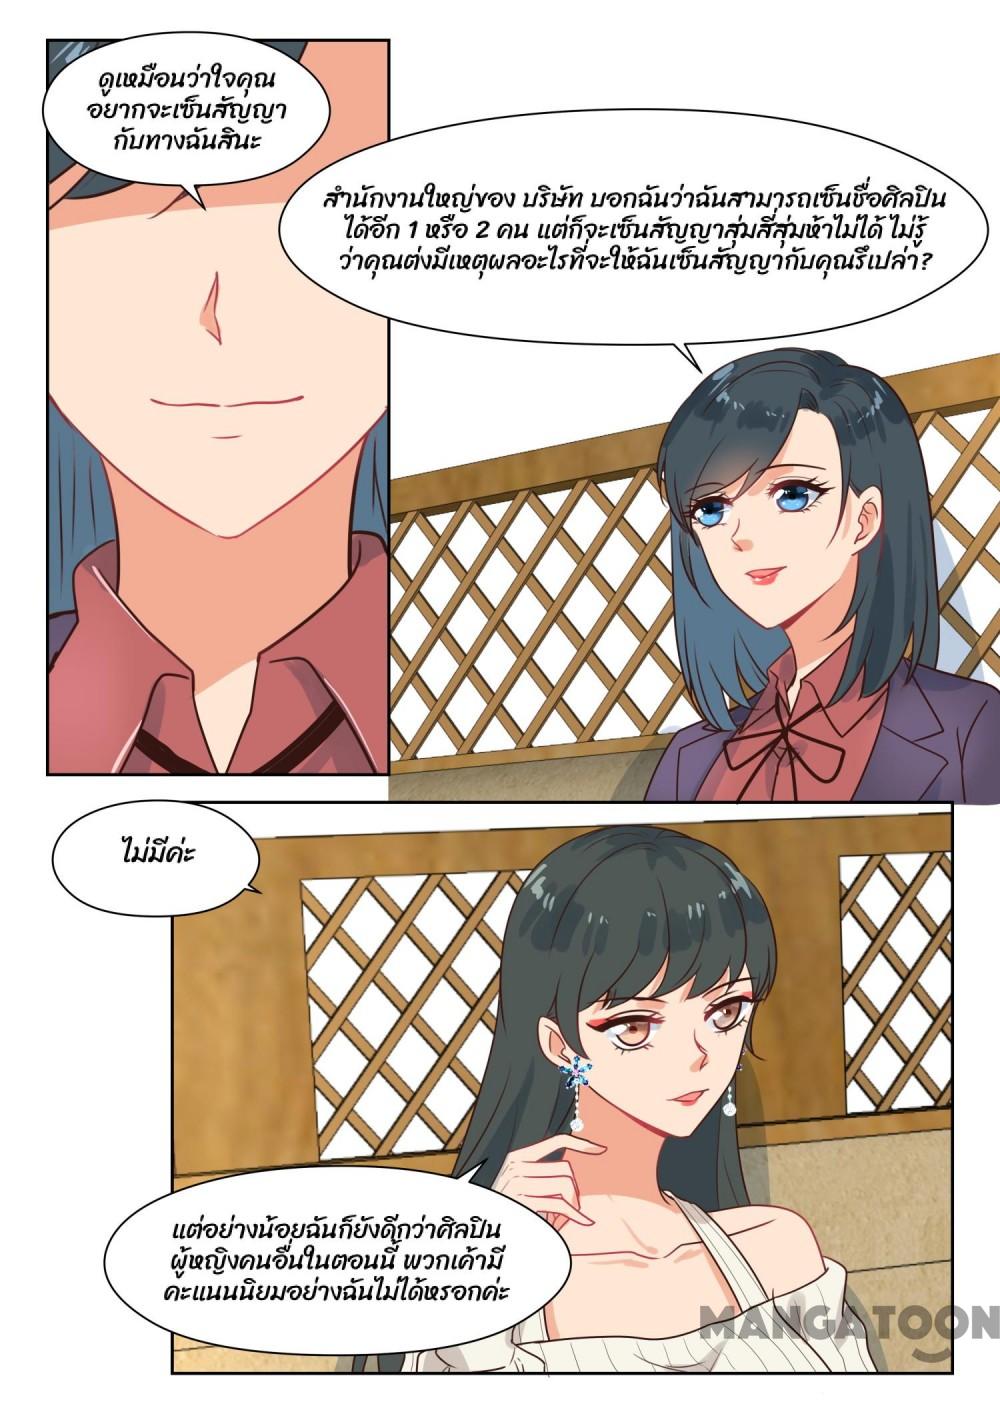 ดูเหมือนว่าใจคุณ
อยากจะเซ็นสัญญา
กับทางฉันสินะ
สำนักงานใหญ่ของ บริษัท บอกฉันว่าฉันสามารถเซ็นชื่อศิลปิน
ได้อีก 1 หรือ 2 คน แต่ก็จะเซ็นสัญญาสุ่มสี่สุ่มห้าไม่ได้ ไม่รู้
ว่าคุณต่งมีเหตุผลอะไรที่จะให้ฉันเซ็นสัญญากับคุณรึเปล่า?
ไม่มีค่ะ
แต่อย่างน้อยฉันก็ยังดีกว่าศิลปิน
ผู้หญิงคนอื่นในตอนนี้ พวกเค้ามี
คะแนนนิยมอย่างฉันไม่ได้หรอกค่ะ
MANGATOON